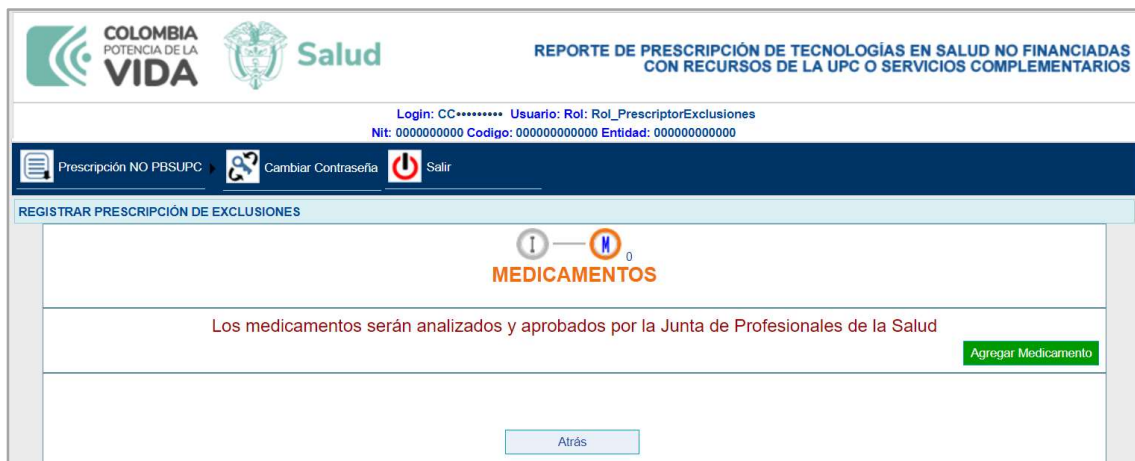 COLOMBIA
POTENCIA DE LA
VIDA
Salud
REPORTE DE PRESCRIPCIÓN DE TECNOLOGÍAS EN SALUD NO FINANCIADAS
CON RECURSOS DE LA UPC O SERVICIOS COMPLEMENTARIOS
Login: CC••••••••• Usuario: Rol: Rol_PrescriptorExclusiones
Nit: 0000000000 Codigo: 000000000000 Entidad: 000000000000
Prescripción NO PBSUPC Cambiar Contraseña Salir
REGISTRAR PRESCRIPCIÓN DE EXCLUSIONES
I M 0
MEDICAMENTOS
Los medicamentos serán analizados y aprobados por la Junta de Profesionales de la Salud
Agregar Medicamento
Atrás